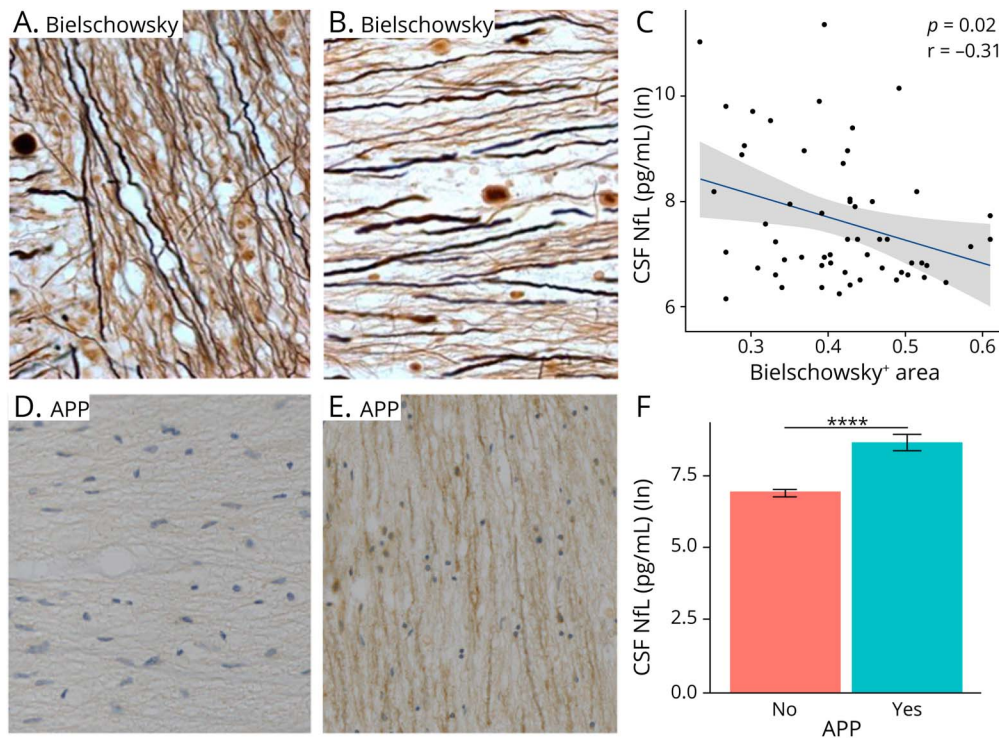 A. Bielschowsky
B. Bielschowsky
C
p = 0.02
r = –0.31
CSF NfL (pg/mL) (ln)
10
8
6
0.3 0.4 0.5 0.6
Bielschowsky+ area
D. APP
E. APP
F
****
CSF NfL (pg/mL) (ln)
7.5
5.0
2.5
0.0
No Yes
APP